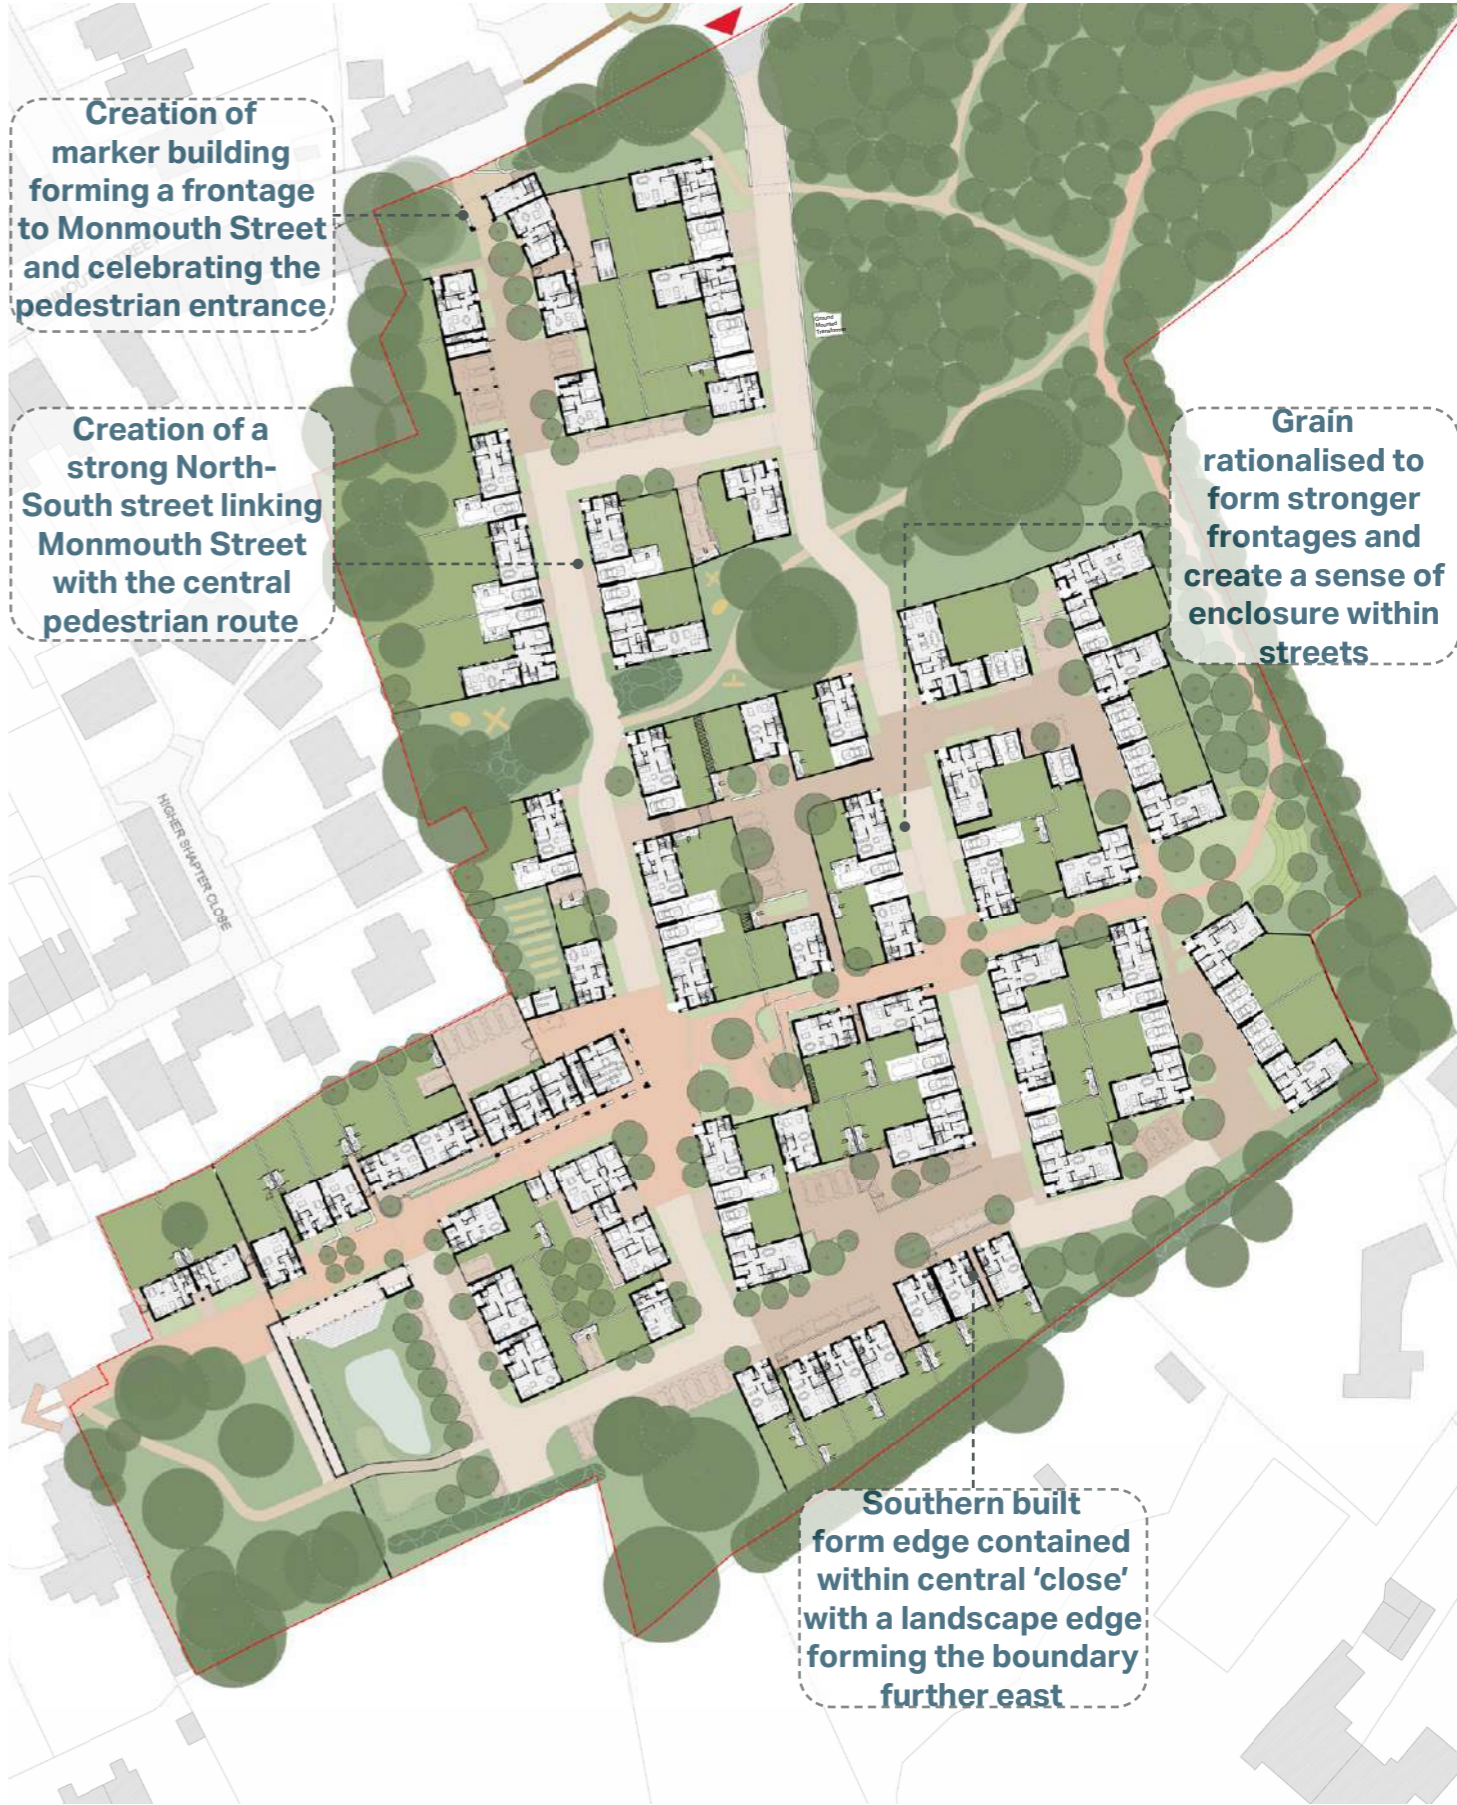 Creation of
marker building
forming a frontage
to Monmouth Street
and celebrating the
pedestrian entrance
Creation of a
strong North-
South street linking
Monmouth Street
with the central
pedestrian route
Grain
rationalised to
form stronger
frontages and
create a sense of
enclosure within
streets
Ground
Mounted
Transformer
HIGHER SHAPTER CLOSE
Southern built
form edge contained
within central ‘close’
with a landscape edge
forming the boundary
further east